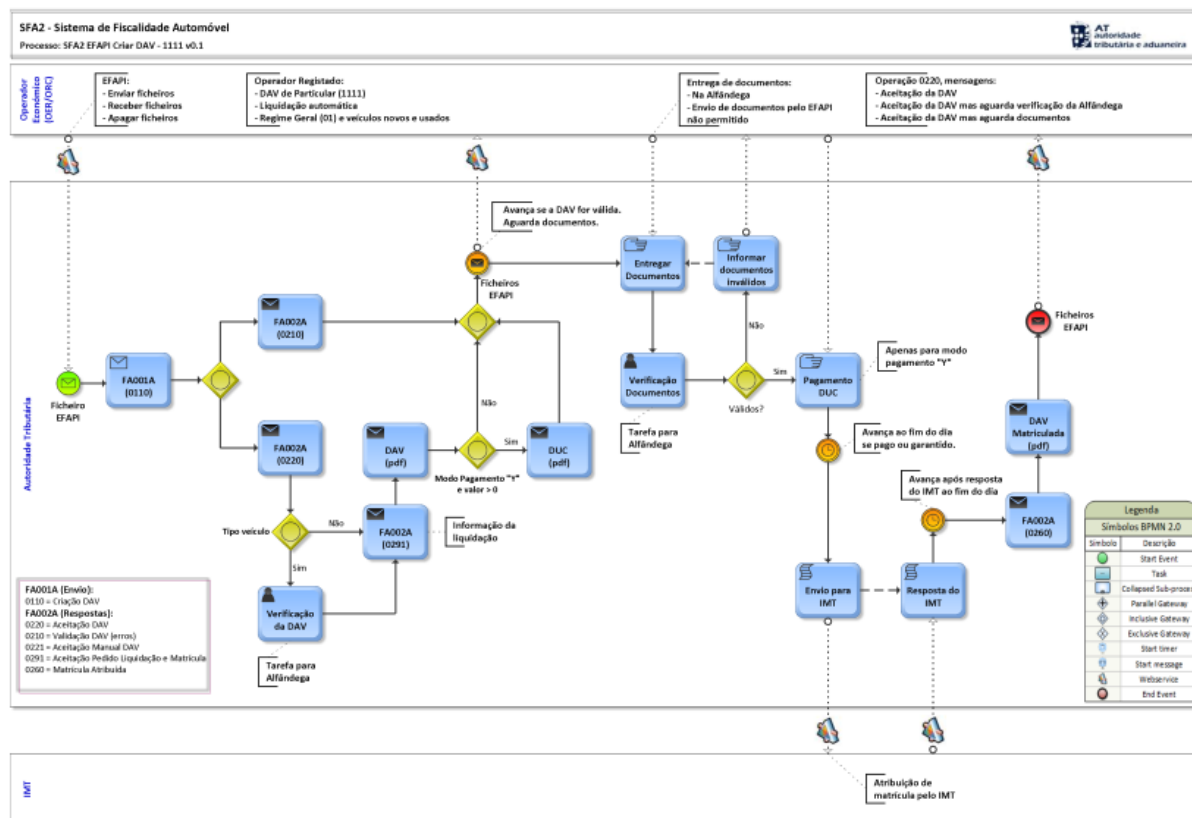 SFA2 - Sistema de Fiscalidade Automóvel
Processo: SFA2 EFAPI Criar DAV - 1111 v0.1
AT
autoridade
tributária e aduaneira
Operador
Económico
(OER/ORC)
EFAPI:
- Enviar ficheiros
- Receber ficheiros
- Apagar ficheiros
Operador Registado:
- DAV de Particular (1111)
- Liquidação automática
- Regime Geral (01) e veículos novos e usados
Entrega de documentos:
- Na Alfândega
- Envio de documentos pelo EFAPI
não permitido
Operação 0220, mensagens:
- Aceitação da DAV
- Aceitação da DAV mas aguarda verificação da Alfândega
- Aceitação da DAV mas aguarda documentos
Autoridade Tributária
Avança se a DAV for válida.
Aguarda documentos.
Ficheiros
EFAPI
Entregar
Documentos
Informar
documentos
inválidos
FA002A
(0210)
Não
Ficheiros
EFAPI
FA001A
(0110)
Ficheiro
EFAPI
Verificação
Documentos
Válidos?
Sim
Pagamento
DUC
Apenas para modo
pagamento "Y"
Tarefa para
Alfândega
FA002A
(0220)
DAV
(pdf)
Não
Sim
Modo Pagamento "Y"
e valor > 0
DUC
(pdf)
Avança ao fim do dia
se pago ou garantido.
DAV
Matriculada
(pdf)
Avança após resposta
do IMT ao fim do dia
Tipo veículo
Não
Sim
FA002A
(0291)
Informação da
liquidação
FA002A
(0260)
Verificação
da DAV
Tarefa para
Alfândega
Envio para
IMT
Resposta do
IMT
FA001A (Envio):
0110 = Criação DAV
FA002A (Respostas):
0220 = Aceitação DAV
0210 = Validação DAV (erros)
0221 = Aceitação Manual DAV
0291 = Aceitação Pedido Liquidação e Matrícula
0260 = Matrícula Atribuída
Legenda
Símbolos BPMN 2.0
Símbolo Descrição
Start Event
Task
Collapsed Sub-proces
Parallel Gateway
Inclusive Gateway
Exclusive Gateway
Start timer
Start message
Webservice
End Event
IMT
Atribuição de
matrícula pelo IMT